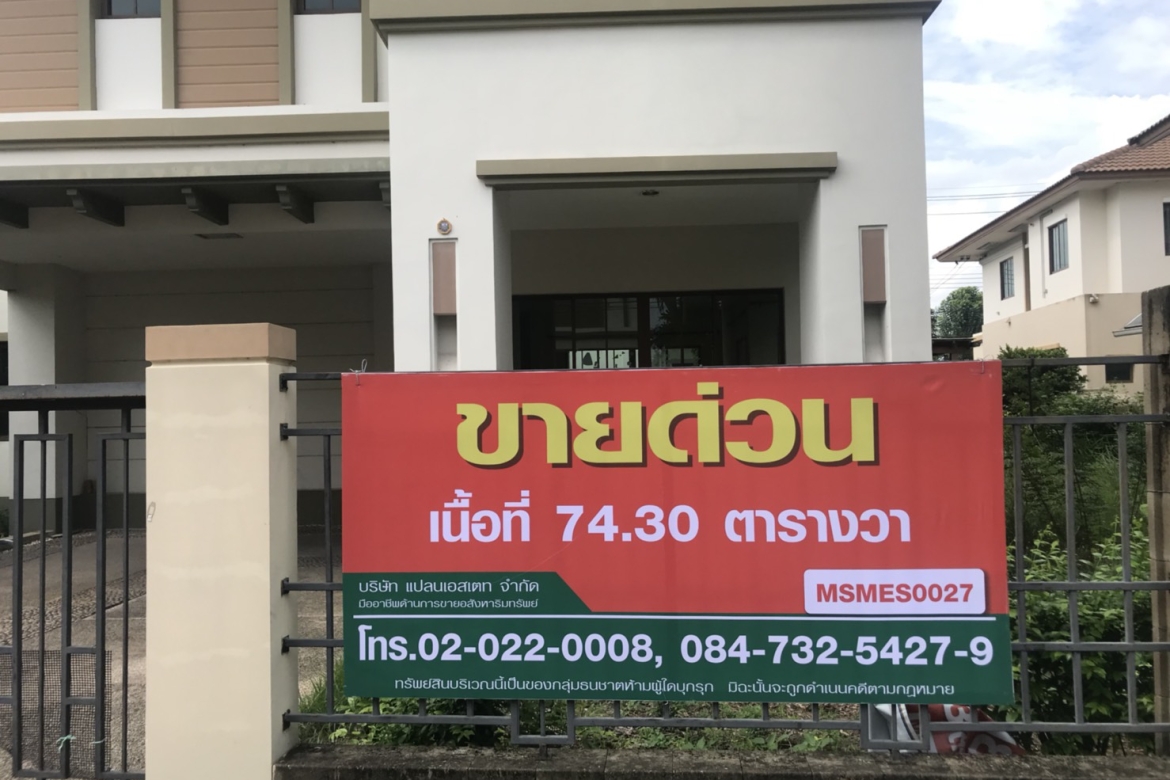 ขายด่วน
เนื้อที่ 74.30 ตารางวา
บริษัท แปลนเอสเตท จำกัด
มืออาชีพด้านการขายอสังหาริมทรัพย์
MSMES0027
โทร.02-022-0008, 084-732-5427-9
ทรัพย์สินบริเวณนี้เป็นของกลุ่มธนชาตห้ามผู้ใดบุกรุก มิฉะนั้นจะถูกดำเนินคดีตามกฎหมาย